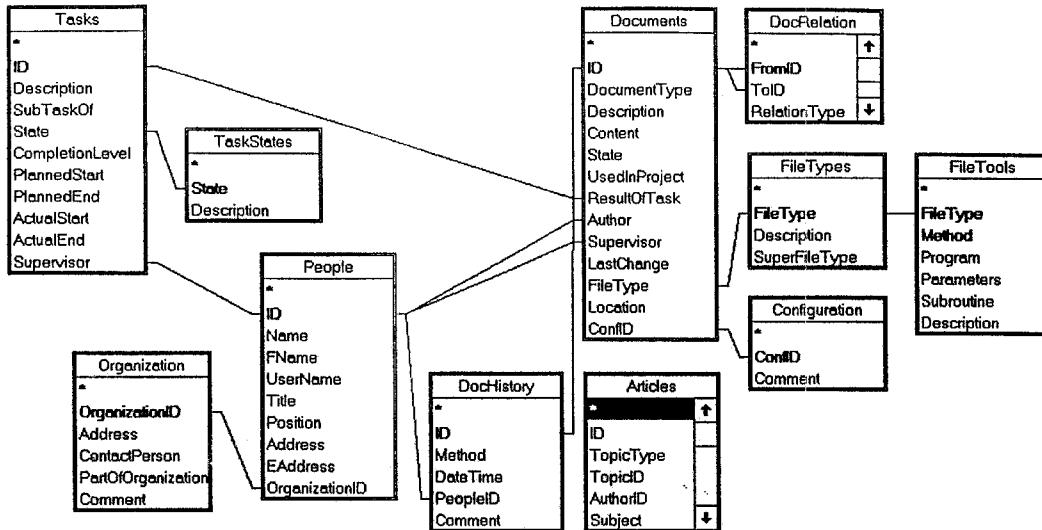 Tasks
*
ID
Description
SubTaskOf
State
CompletionLevel
PlannedStart
PlannedEnd
ActualStart
ActualEnd
Supervisor
TaskStates
*
State
Description
Documents
*
ID
DocumentType
Description
Content
State
UsedInProject
ResultOfTask
Author
Supervisor
LastChange
FileType
Location
ConfID
DocRelation
*
FromID
ToID
RelationType
FileTypes
*
FileType
Description
SuperFileType
FileTools
*
FileType
Method
Program
Parameters
Subroutine
Description
Configuration
*
ConfID
Comment
People
*
ID
Name
FName
UserName
Title
Position
Address
EAddress
OrganizationID
Organization
*
OrganizationID
Address
ContactPerson
PartOfOrganization
Comment
DocHistory
*
ID
Method
DateTime
PeopleID
Comment
Articles
*
ID
TopicType
TopicID
AuthorID
Subject